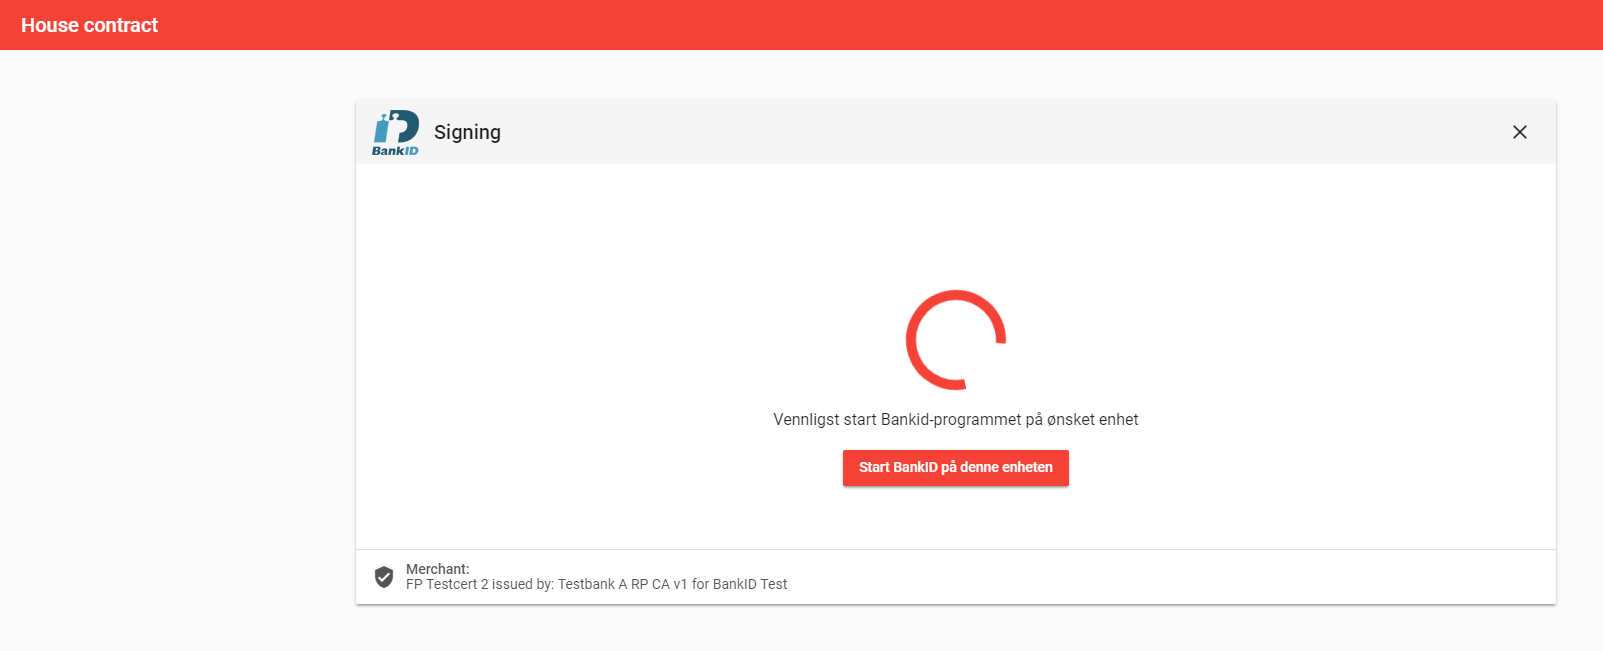 House contract
BankID
Signing
Vennligst start Bankid-programmet på ønsket enhet
Start BankID på denne enheten
Merchant:
FP Testcert 2 issued by: Testbank A RP CA v1 for BankID Test